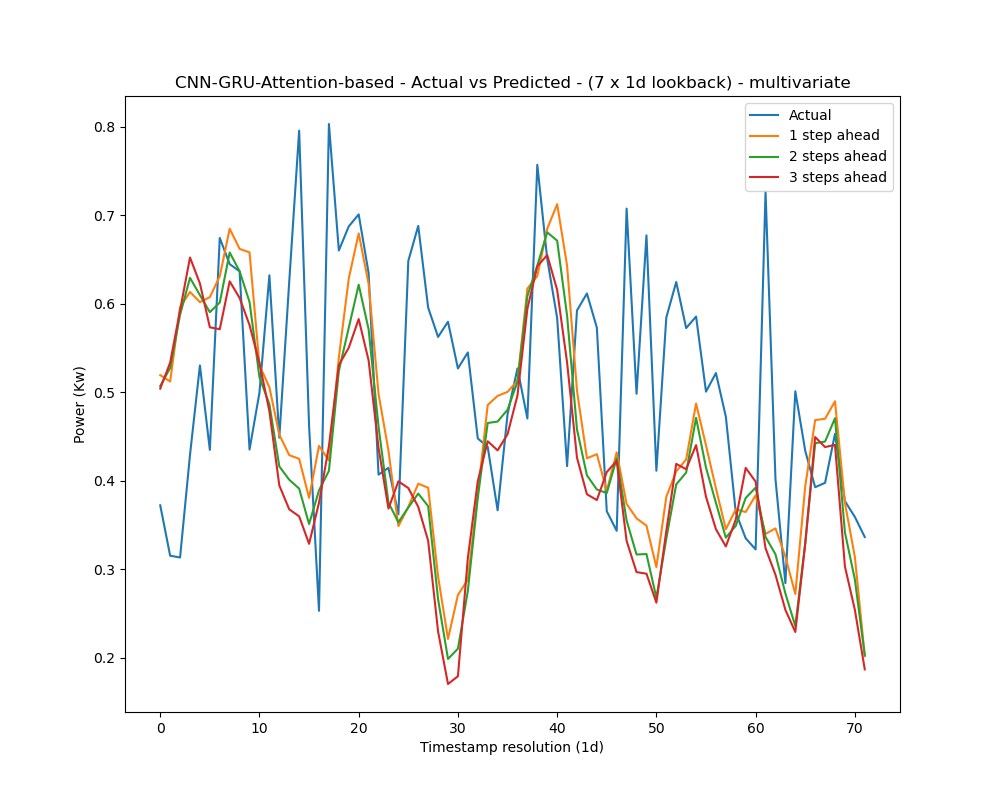 CNN-GRU-Attention-based - Actual vs Predicted - (7 x 1d lookback) - multivariate
Actual
1 step ahead
2 steps ahead
3 steps ahead
0.8
0.7
0.6
0.5
0.4
0.3
0.2
Power (Kw)
0 10 20 30 40 50 60 70
Timestamp resolution (1d)